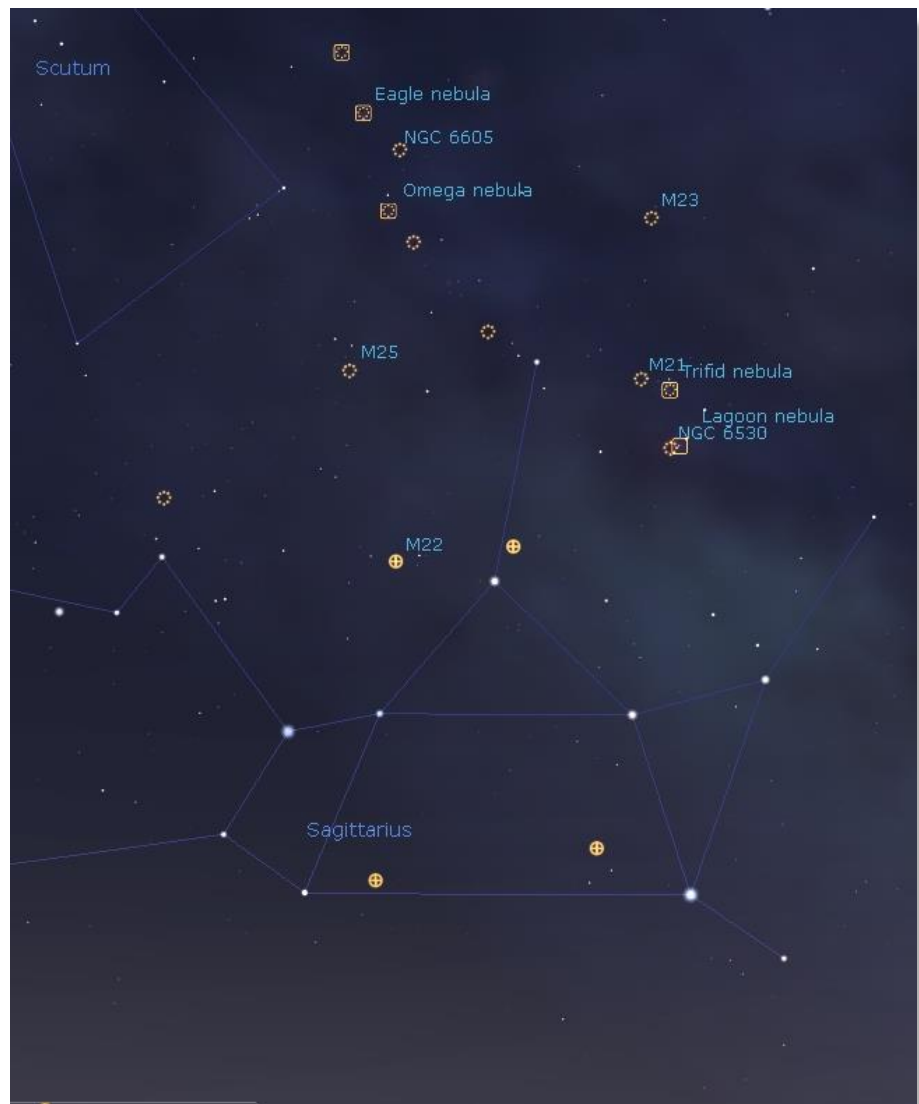 Scutum
Eagle nebula
NGC 6605
Omega nebula
M23
M25
M21
Trifid nebula
Lagoon nebula
NGC 6530
M22
Sagittarius